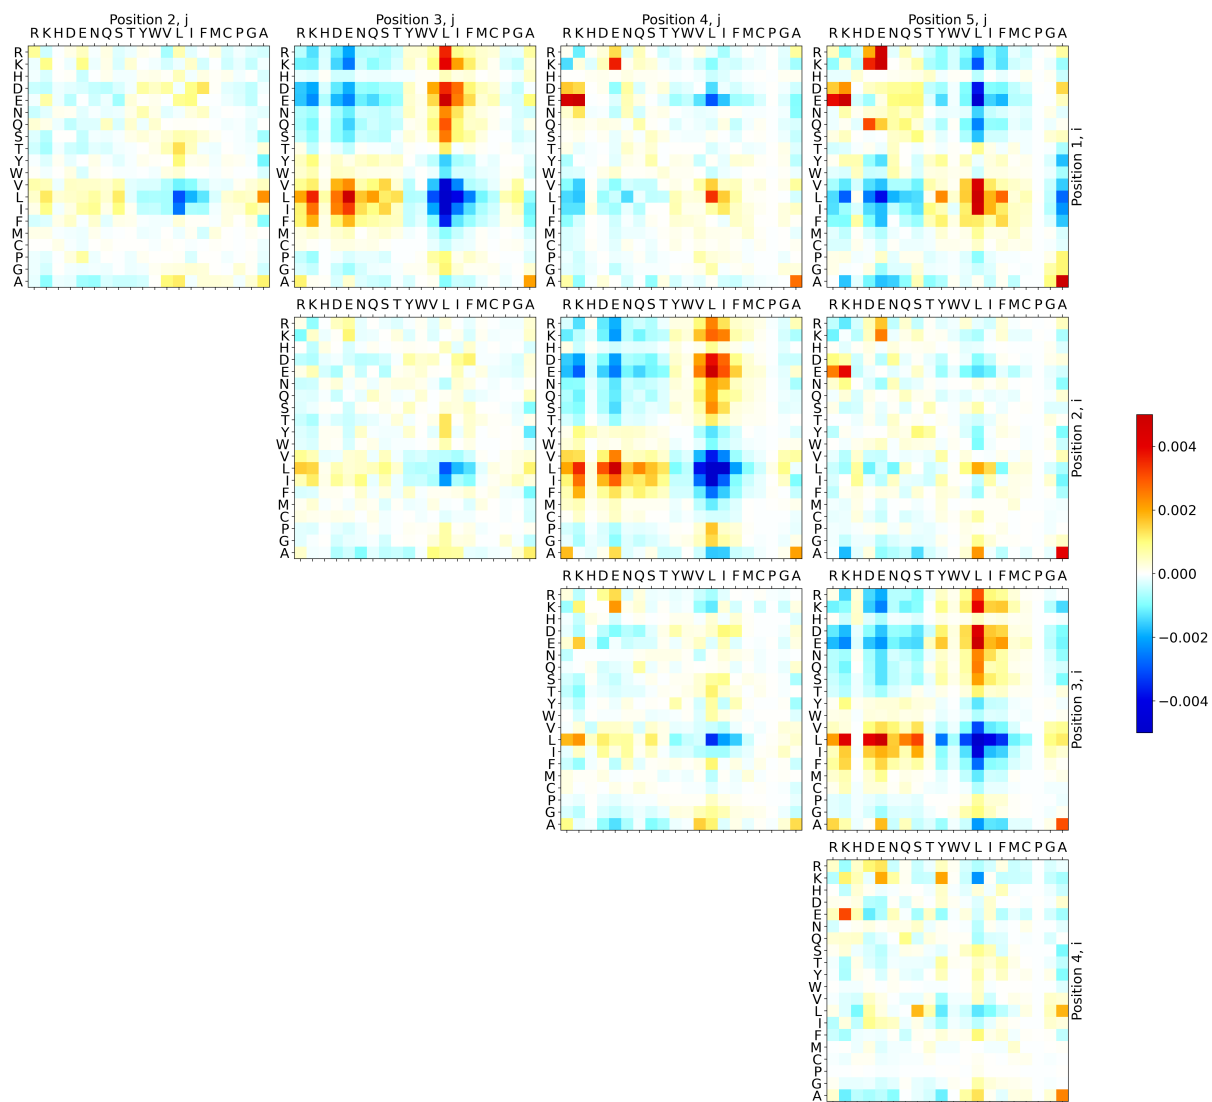 Position 2, j Position 3, j Position 4, j Position 5, j
R K H D E N Q S T Y W V L I F M C P G A R K H D E N Q S T Y W V L I F M C P G A R K H D E N Q S T Y W V L I F M C P G A R K H D E N Q S T Y W V L I F M C P G A
R R R R
K K K K
H H H H
D D D D
E E E E
N N N N
Q Q Q Q
S S S S
T T T T
Y Y Y Y
W W W W
V V V V
L L L L
I I I I
F F F F
M M M M
C C C C
P P P P
G G G G
A A A A
Position 1, i
R K H D E N Q S T Y W V L I F M C P G A R K H D E N Q S T Y W V L I F M C P G A R K H D E N Q S T Y W V L I F M C P G A
R R R
K K K
H H H
D D D
E E E
N N N
Q Q Q
S S S
T T T
Y Y Y
W W W
V V V
L L L
I I I
F F F
M M M
C C C
P P P
G G G
A A A
Position 2, i
R K H D E N Q S T Y W V L I F M C P G A R K H D E N Q S T Y W V L I F M C P G A
R R
K K
H H
D D
E E
N N
Q Q
S S
T T
Y Y
W W
V V
L L
I I
F F
M M
C C
P P
G G
A A
Position 3, i
R K H D E N Q S T Y W V L I F M C P G A
R
K
H
D
E
N
Q
S
T
Y
W
V
L
I
F
M
C
P
G
A
Position 4, i
0.004
0.002
0.000
−0.002
−0.004